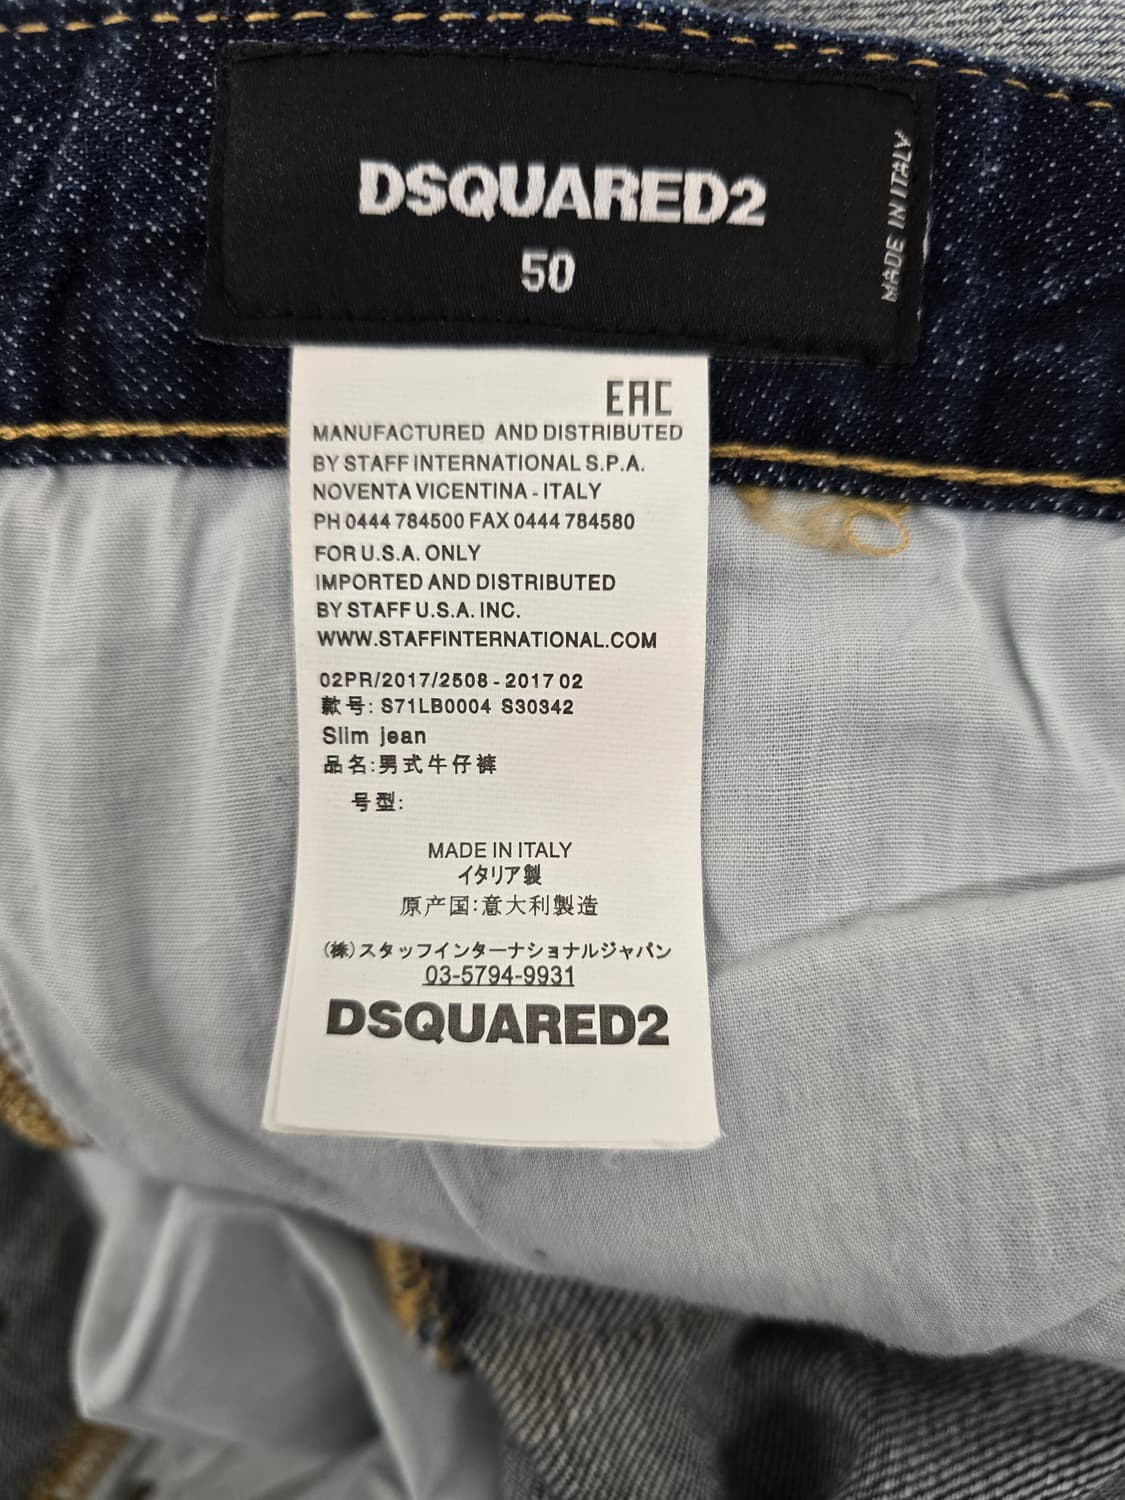 DSQUARED2
50
MADE IN ITALY
EAC
MANUFACTURED AND DISTRIBUTED
BY STAFF INTERNATIONAL S.P.A.
NOVENTA VICENTINA - ITALY
PH 0444 784500 FAX 0444 784580
FOR U.S.A. ONLY
IMPORTED AND DISTRIBUTED
BY STAFF U.S.A. INC.
WWW.STAFFINTERNATIONAL.COM
02PR/2017/2508 - 2017 02
款号: S71LB0004 S30342
Slim jean
品名:男式牛仔裤
号型:
MADE IN ITALY
イタリア製
原产国:意大利製造
(株)スタッフインターナショナルジャパン
03-5794-9931
DSQUARED2